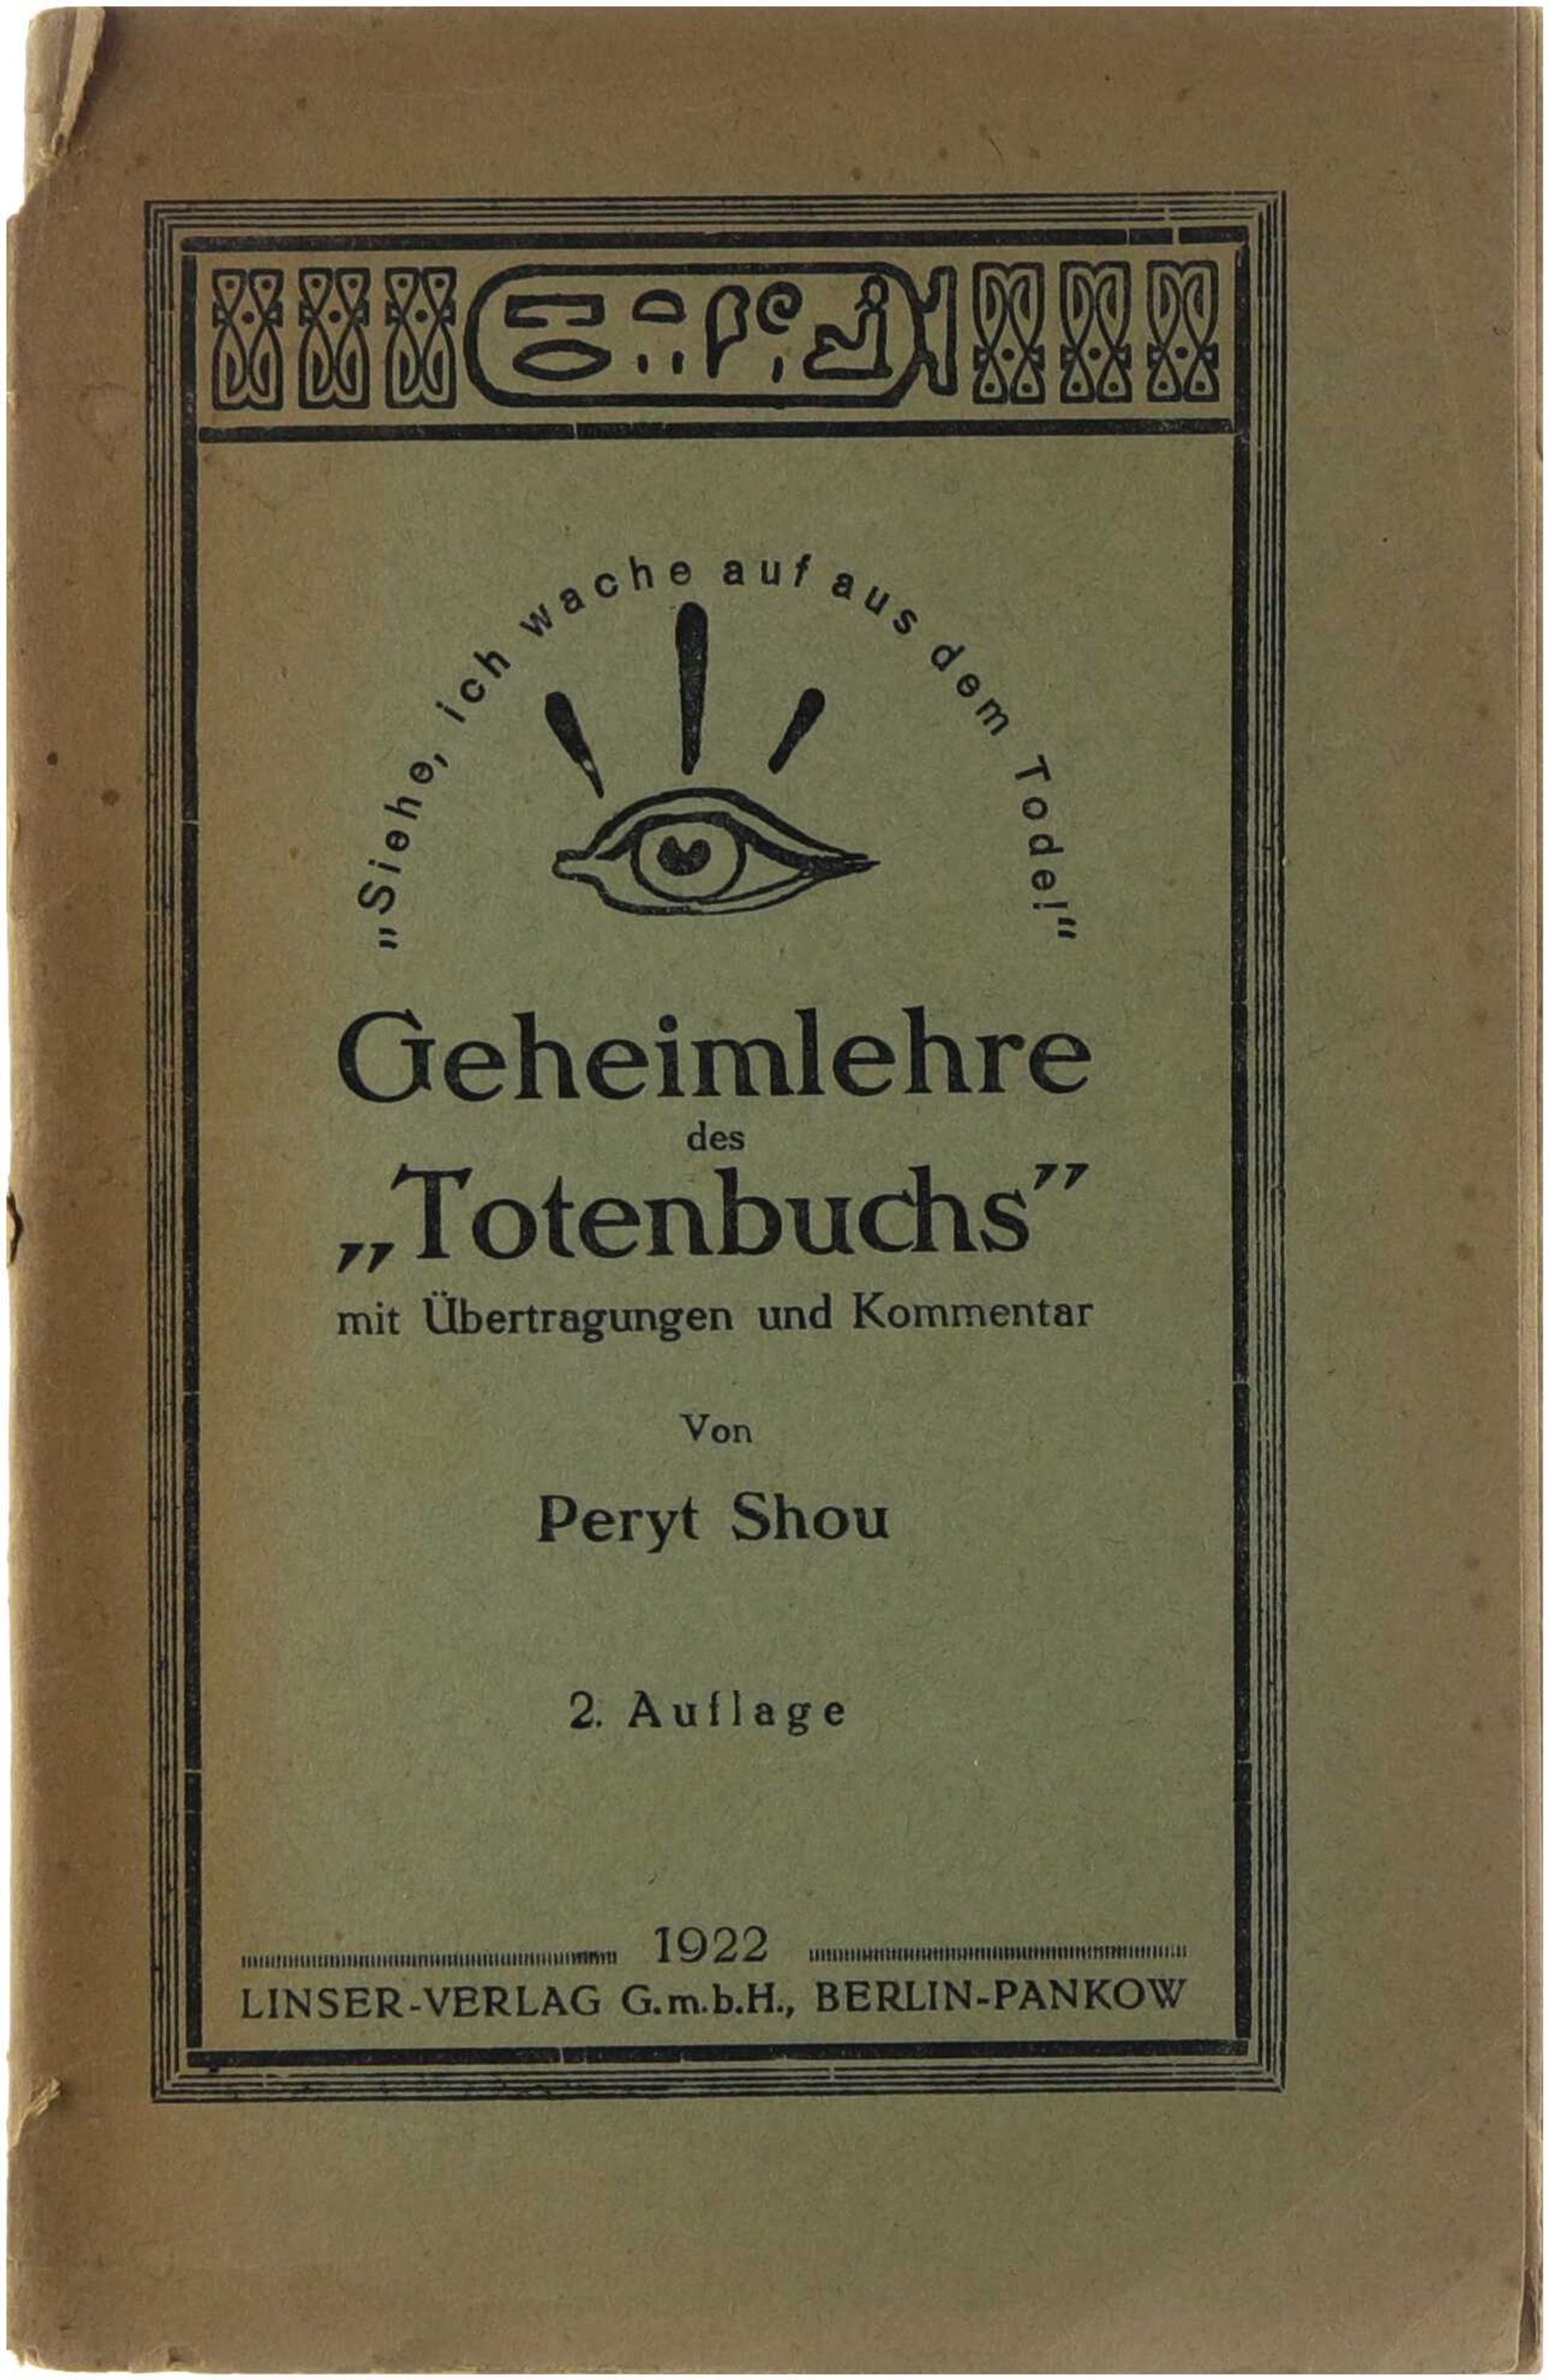 „Siehe, ich wache auf aus dem Tode!"
Geheimlehre
des
„Totenbuchs”
mit Übertragungen und Kommentar
Von
Peryt Shou
2. Auflage
1922
LINSER-VERLAG G.m.b.H., BERLIN-PANKOW